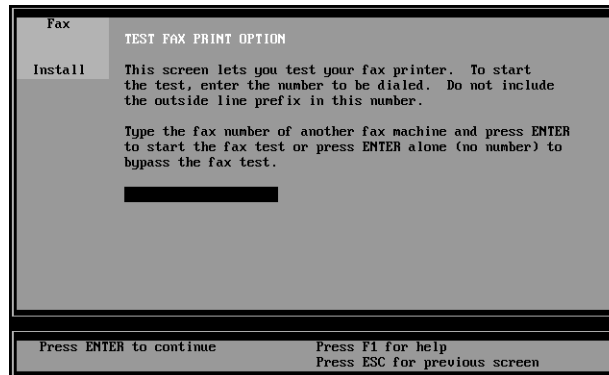 Fax
Install
TEST FAX PRINT OPTION
This screen lets you test your fax printer. To start
the test, enter the number to be dialed. Do not include
the outside line prefix in this number.
Type the fax number of another fax machine and press ENTER
to start the fax test or press ENTER alone (no number) to
bypass the fax test.
Press ENTER to continue
Press F1 for help
Press ESC for previous screen